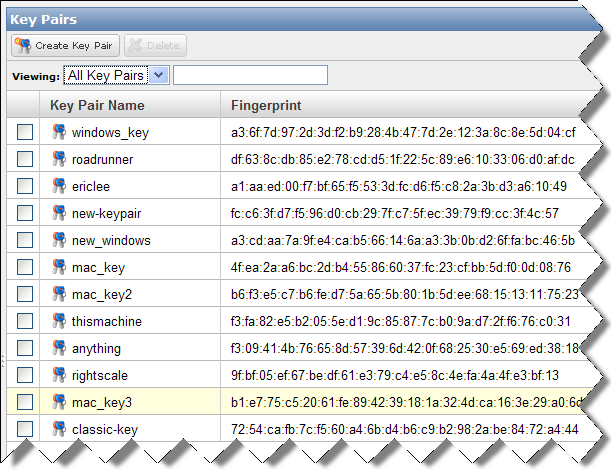 Key Pairs
Create Key Pair Delete
Viewing: All Key Pairs
Key Pair Name Fingerprint
windows_key a3:6f:7d:97:2d:3d:f2:b9:28:4b:47:7d:2e:12:3a:8c:8e:5d:04:cf
roadrunner df:63:8c:db:85:e2:78:cd:d5:1f:22:5c:89:e6:10:33:06:d0:af:dc
ericlee a1:aa:ed:00:f7:bf:65:f5:53:3d:fc:d6:f5:c8:2a:3b:d3:a6:10:49
new-keypair fc:c6:3f:d7:f5:96:d0:cb:29:7f:c7:5f:ec:39:79:f9:cc:3f:4c:57
new_windows a3:cd:aa:7a:9f:e4:ca:b5:66:14:6a:a3:3b:0b:d2:6f:fa:bc:46:5b
mac_key 4f:ea:2a:a6:bc:2d:b4:55:86:60:37:fc:23:cf:bb:5d:f0:0d:08:76
mac_key2 b6:f3:e5:c7:b6:fe:d7:5a:65:5b:80:1b:5d:ee:68:15:13:11:75:23
thismachine f3:fa:82:e5:b2:05:5e:d1:9c:85:87:7c:b0:9a:d7:2f:f6:76:c0:31
anything f3:09:41:4b:76:65:8d:57:39:6d:42:0f:68:25:30:e5:69:ed:38:18
rightscale 9f:bf:05:ef:67:be:df:61:e3:79:c4:e5:8c:4e:fa:4a:4f:e3:bf:13
mac_key3 b1:e7:75:c5:20:61:fe:89:42:39:18:1a:32:4d:ca:16:3e:29:a0:6d
classic-key 72:54:ca:fb:7c:f5:60:a4:6b:d4:b6:c9:b2:98:2a:be:84:72:a4:44